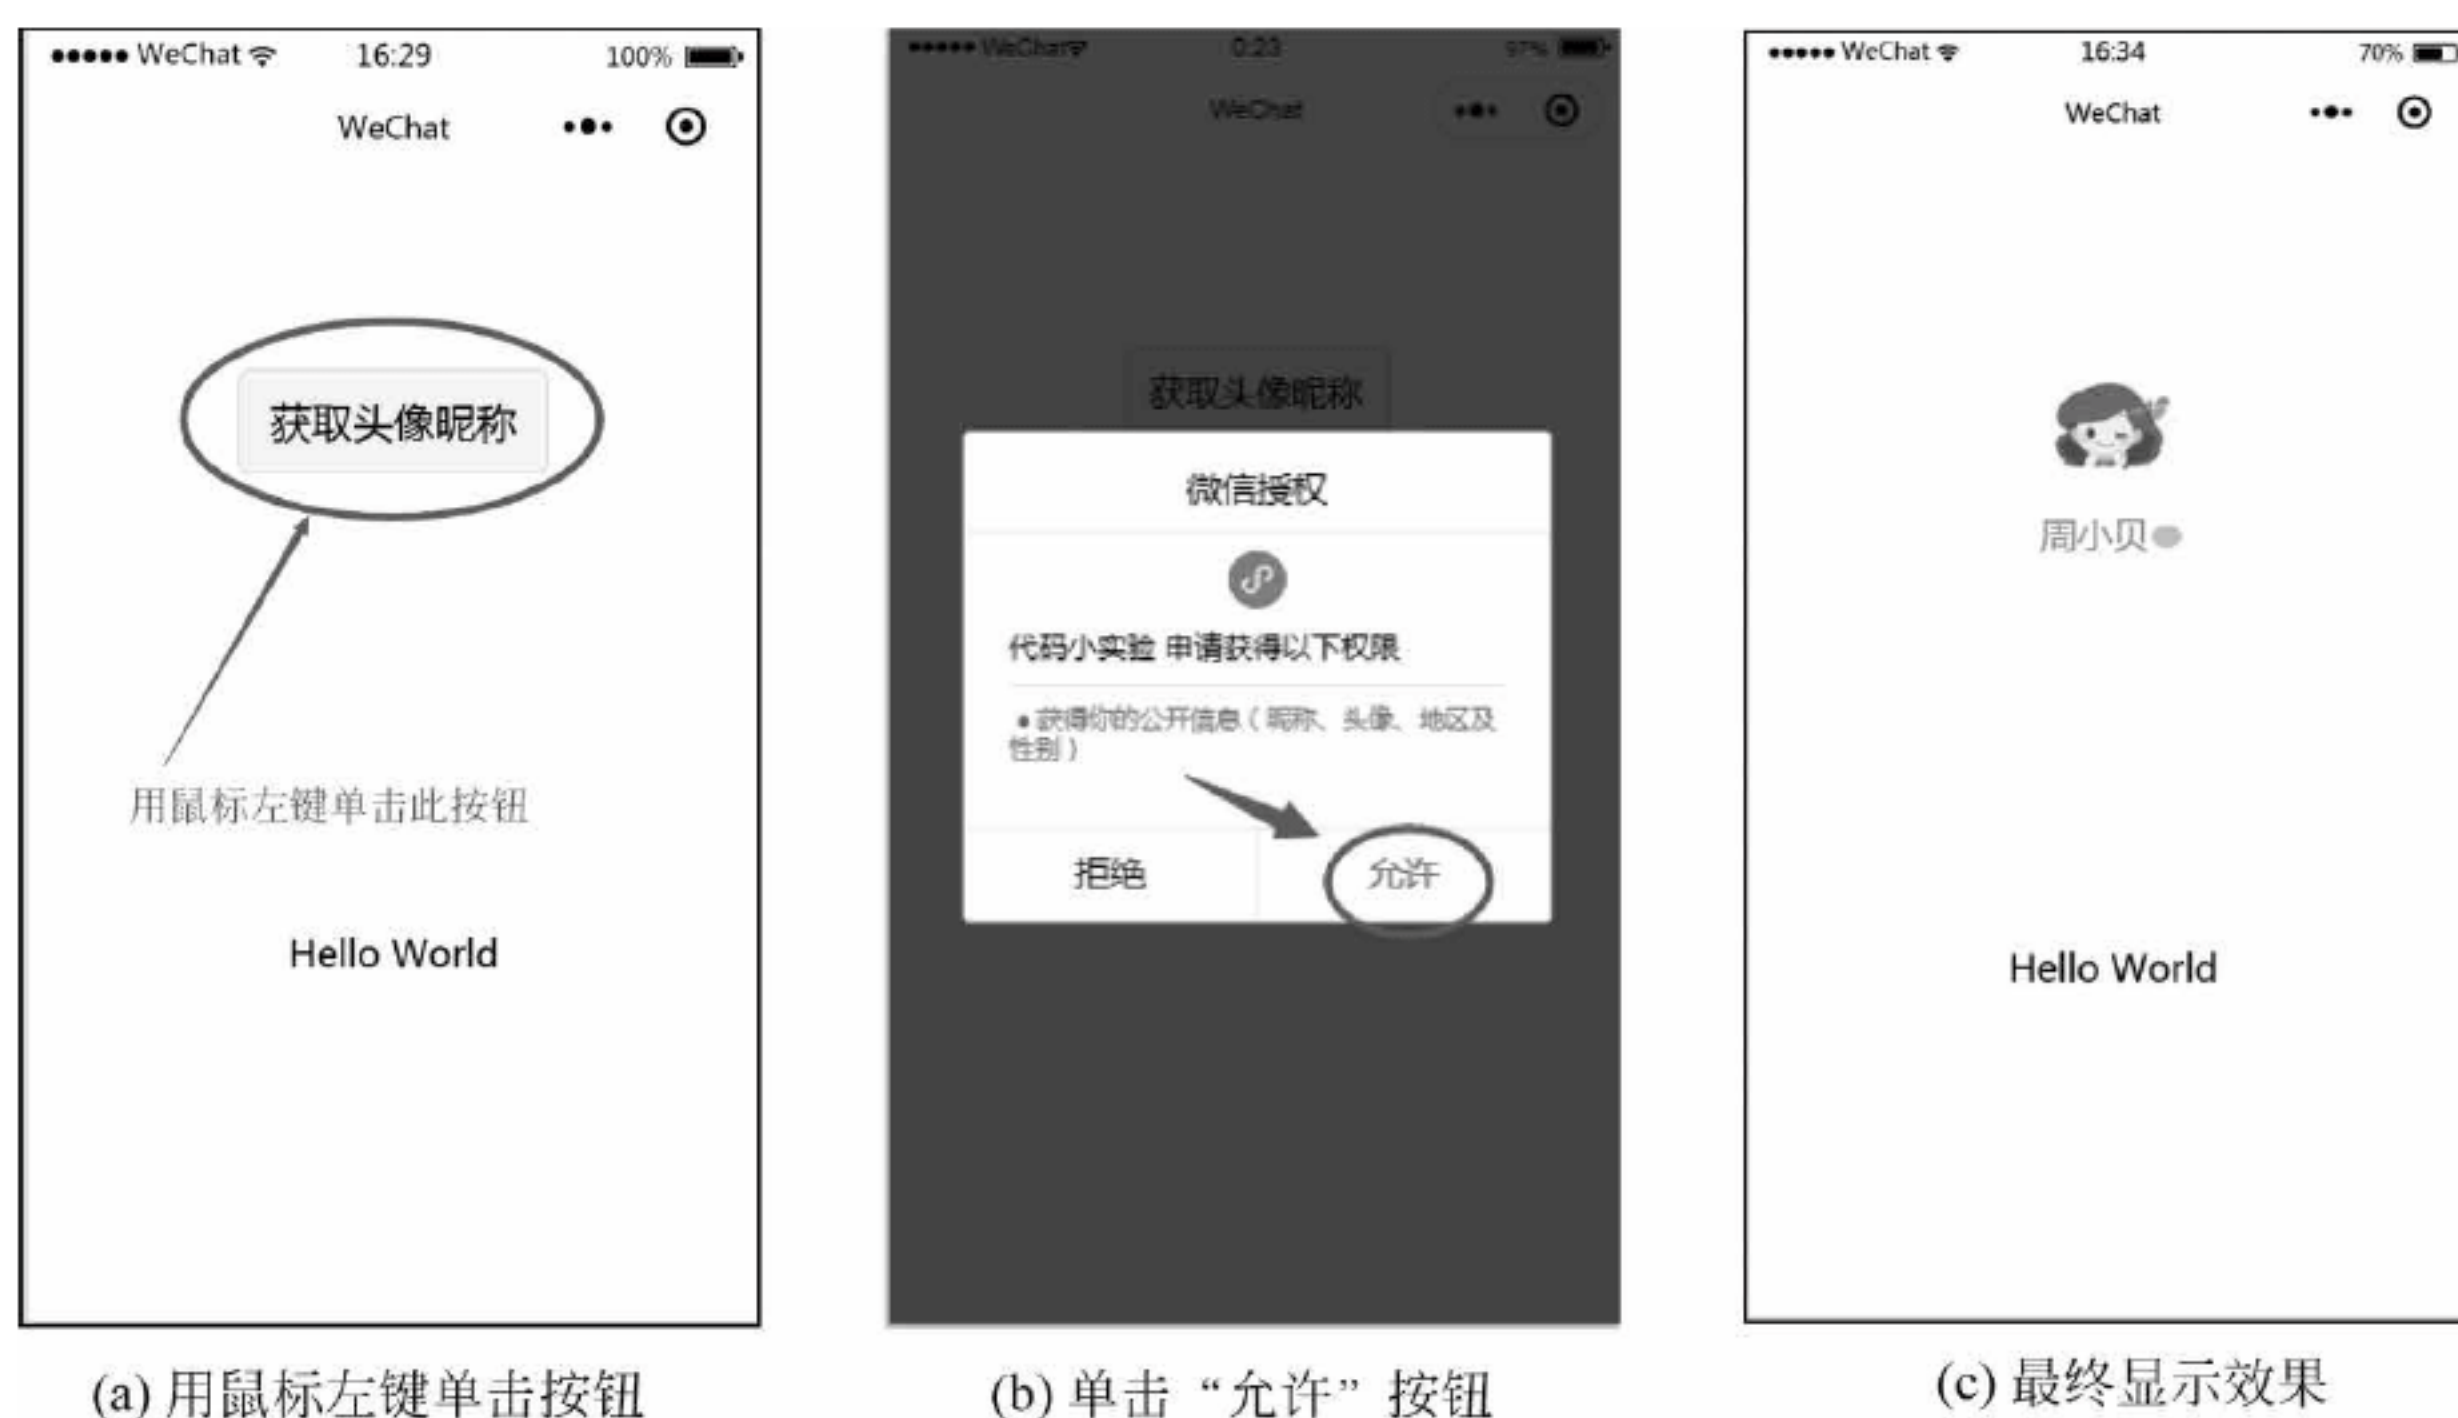 WeChat 16:29 100%
WeChat
获取头像昵称
用鼠标左键单击此按钮
Hello World
(a) 用鼠标左键单击按钮
WeChat 0:23 97%
WeChat
获取头像昵称
微信授权
代码小实验 申请获得以下权限
• 获得你的公开信息（昵称、头像、地区及
性别）
拒绝 允许
(b) 单击“允许”按钮
WeChat 16:34 70%
WeChat
周小贝
Hello World
(c) 最终显示效果